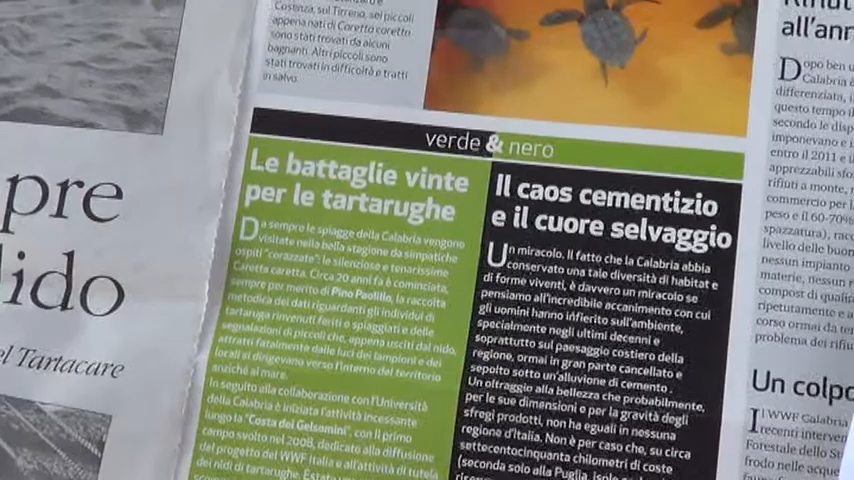 Cosenza, sul Tirreno, sei piccoli
appena nati di Caretto caretto
sono stati trovati da alcuni
bagnanti. Altri piccoli sono
stati trovati in difficoltà e tratti
in salvo.
pre
lido
el Tartacare
verde & nero
Le battaglie vinte
per le tartarughe
Da sempre le spiagge della Calabria vengono
visitate nella bella stagione da simpatiche
ospiti "corazzate": le silenziose e tenarissime
Caretta caretta. Circa 20 anni fa è cominciata,
sempre per merito di Pino Paolillo, la raccolta
metodica dei dati riguardanti gli individui di
tartaruga rinvenuti feriti o spiaggiati e delle
segnalazioni di piccoli che, appena usciti dal nido,
attratti fatalmente dalle luci dei lampioni e dei
locali si dirigevano verso l'interno del territorio
anziché al mare.
In seguito alla collaborazione con l'Università
della Calabria è iniziata l'attività incessante
lungo la "Costa dei Gelsomini", con il primo
campo svolto nel 2008, dedicato alla diffusione
del progetto del WWF Italia e all'attività di tutela
dei nidi di tartarughe.
Il caos cementizio
e il cuore selvaggio
Un miracolo. Il fatto che la Calabria abbia
conservato una tale diversità di habitat e
di forme viventi, è davvero un miracolo se
pensiamo all'incredibile accanimento con cui
gli uomini hanno infierito sull'ambiente,
specialmente negli ultimi decenni e
soprattutto sul paesaggio costiero della
regione, ormai in gran parte cancellato e
sepolto sotto un'alluvione di cemento.
Un oltraggio alla bellezza che probabilmente,
per le sue dimensioni e per la gravità degli
sfregi prodotti, non ha eguali in nessuna
regione d'Italia. Non è per caso che, su circa
settecentocinquanta chilometri di coste
(seconda solo alla Puglia, Isole
all'ann
Dopo ben
Calabria è
differenziata, i
questo tempo il
secondo le disp
imponevano
entro il 2011 e il
apprezzabili sfor
rifiuti a monte, r
commercio per l
peso e il 60-70%
spazzatura), racc
livello delle buon
nessun impianto
materie, nessun
compost di qualit
ripetutamente e a
corso ormai da ter
problema dei rifiu
Un colpo
Il WWF Calabria
recenti interven
Forestale dello St
frodo nelle acque